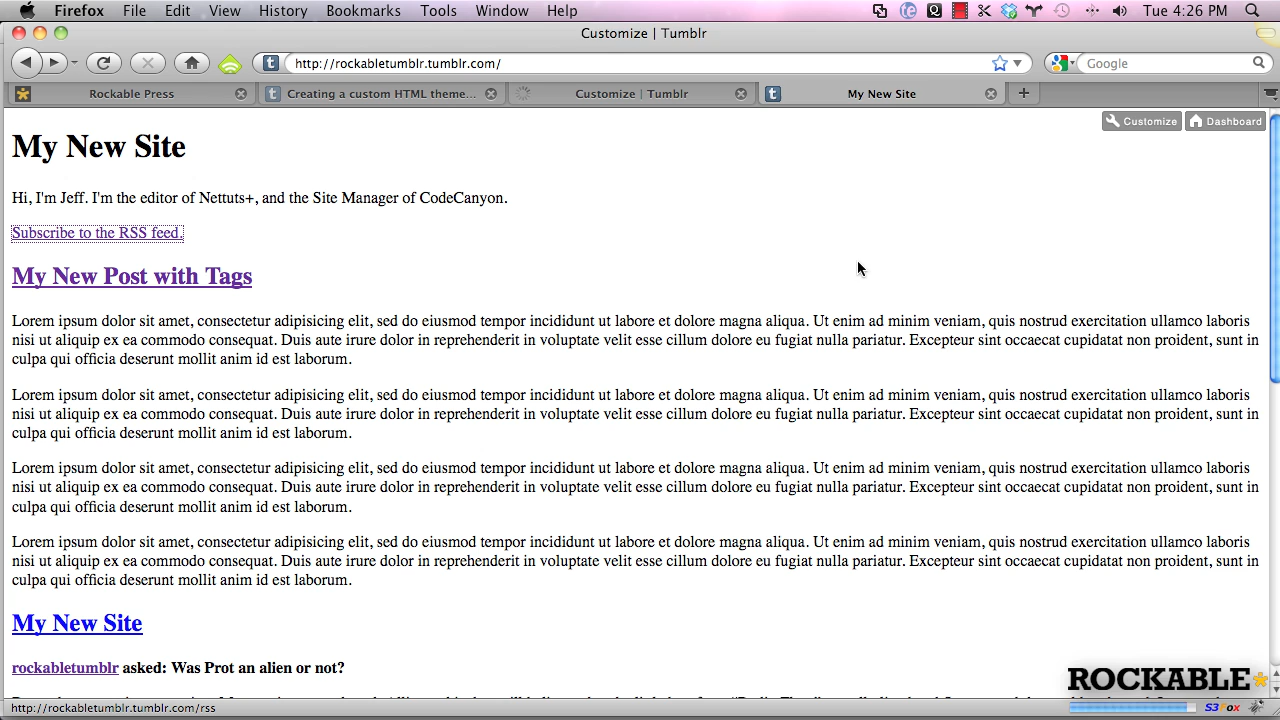 Firefox File Edit View History Bookmarks Tools Window Help Tue 4:26 PM
Customize | Tumblr
http://rockabletumblr.tumblr.com/ Google
Rockable Press Creating a custom HTML theme... Customize | Tumblr My New Site
Customize Dashboard
My New Site
Hi, I'm Jeff. I'm the editor of Nettuts+, and the Site Manager of CodeCanyon.
Subscribe to the RSS feed.
My New Post with Tags
Lorem ipsum dolor sit amet, consectetur adipisicing elit, sed do eiusmod tempor incididunt ut labore et dolore magna aliqua. Ut enim ad minim veniam, quis nostrud exercitation ullamco laboris
nisi ut aliquip ex ea commodo consequat. Duis aute irure dolor in reprehenderit in voluptate velit esse cillum dolore eu fugiat nulla pariatur. Excepteur sint occaecat cupidatat non proident, sunt in
culpa qui officia deserunt mollit anim id est laborum.
Lorem ipsum dolor sit amet, consectetur adipisicing elit, sed do eiusmod tempor incididunt ut labore et dolore magna aliqua. Ut enim ad minim veniam, quis nostrud exercitation ullamco laboris
nisi ut aliquip ex ea commodo consequat. Duis aute irure dolor in reprehenderit in voluptate velit esse cillum dolore eu fugiat nulla pariatur. Excepteur sint occaecat cupidatat non proident, sunt in
culpa qui officia deserunt mollit anim id est laborum.
Lorem ipsum dolor sit amet, consectetur adipisicing elit, sed do eiusmod tempor incididunt ut labore et dolore magna aliqua. Ut enim ad minim veniam, quis nostrud exercitation ullamco laboris
nisi ut aliquip ex ea commodo consequat. Duis aute irure dolor in reprehenderit in voluptate velit esse cillum dolore eu fugiat nulla pariatur. Excepteur sint occaecat cupidatat non proident, sunt in
culpa qui officia deserunt mollit anim id est laborum.
Lorem ipsum dolor sit amet, consectetur adipisicing elit, sed do eiusmod tempor incididunt ut labore et dolore magna aliqua. Ut enim ad minim veniam, quis nostrud exercitation ullamco laboris
nisi ut aliquip ex ea commodo consequat. Duis aute irure dolor in reprehenderit in voluptate velit esse cillum dolore eu fugiat nulla pariatur. Excepteur sint occaecat cupidatat non proident, sunt in
culpa qui officia deserunt mollit anim id est laborum.
My New Site
rockabletumblr asked: Was Prot an alien or not?
ROCKABLE
http://rockabletumblr.tumblr.com/rss S3Fox